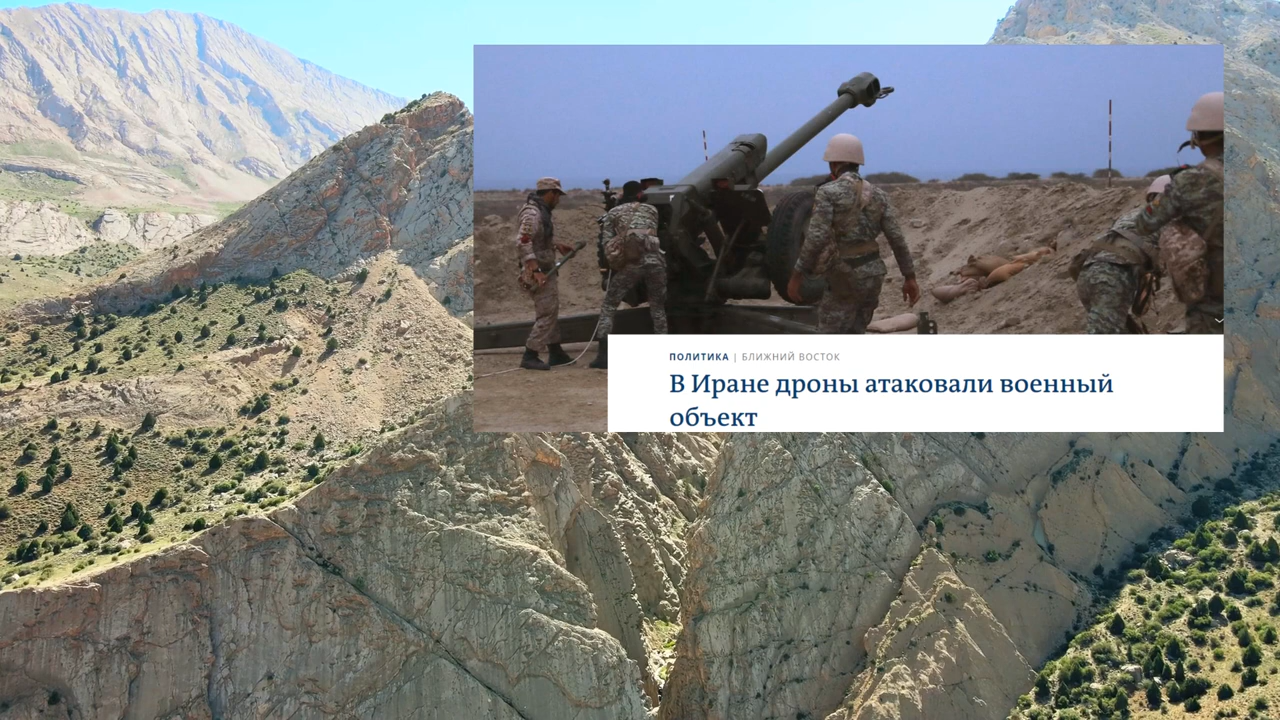 ПОЛИТИКА | БЛИЖНИЙ ВОСТОК
В Иране дроны атаковали военный
объект